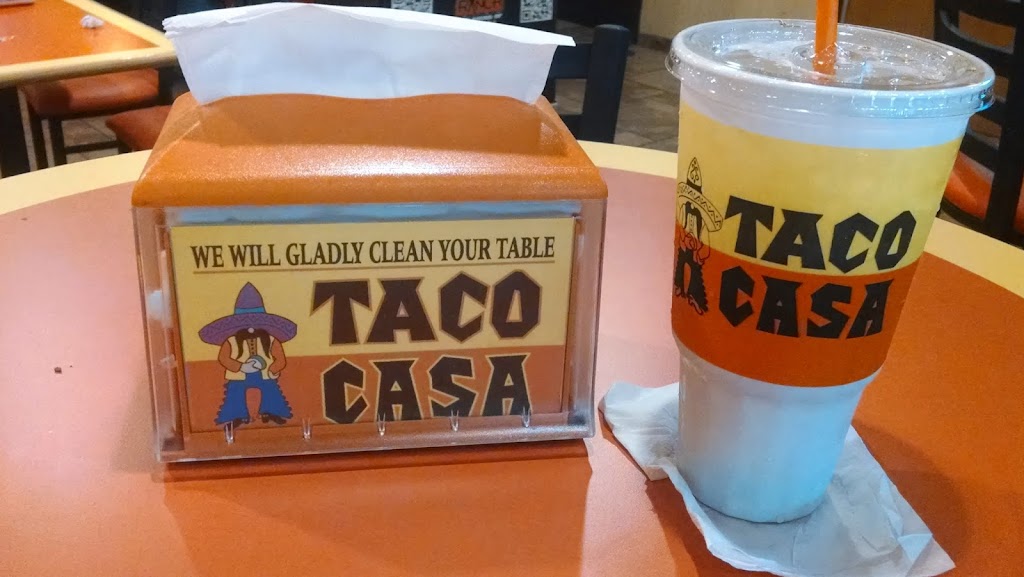 WE WILL GLADLY CLEAN YOUR TABLE
TACO
CASA
TACO
CASA